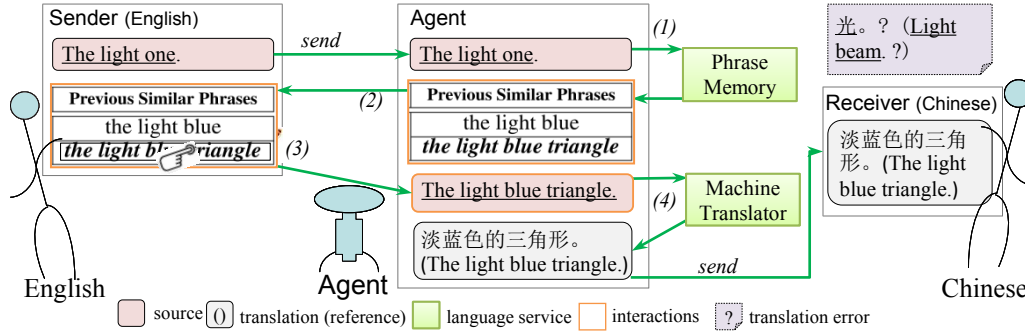 Sender (English)
The light one.
send
Previous Similar Phrases
the light blue
the light blue triangle
(2)
(3)
English
Agent
The light one.
(1)
Phrase
Memory
Previous Similar Phrases
the light blue
the light blue triangle
The light blue triangle.
(4)
Machine
Translator
淡蓝色的三角形。
(The light blue triangle.)
send
Agent
光。? (Light
beam. ?)
Receiver (Chinese)
淡蓝色的三角
形。(The light
blue triangle.)
Chinese
source
() translation (reference)
language service
interactions
? translation error